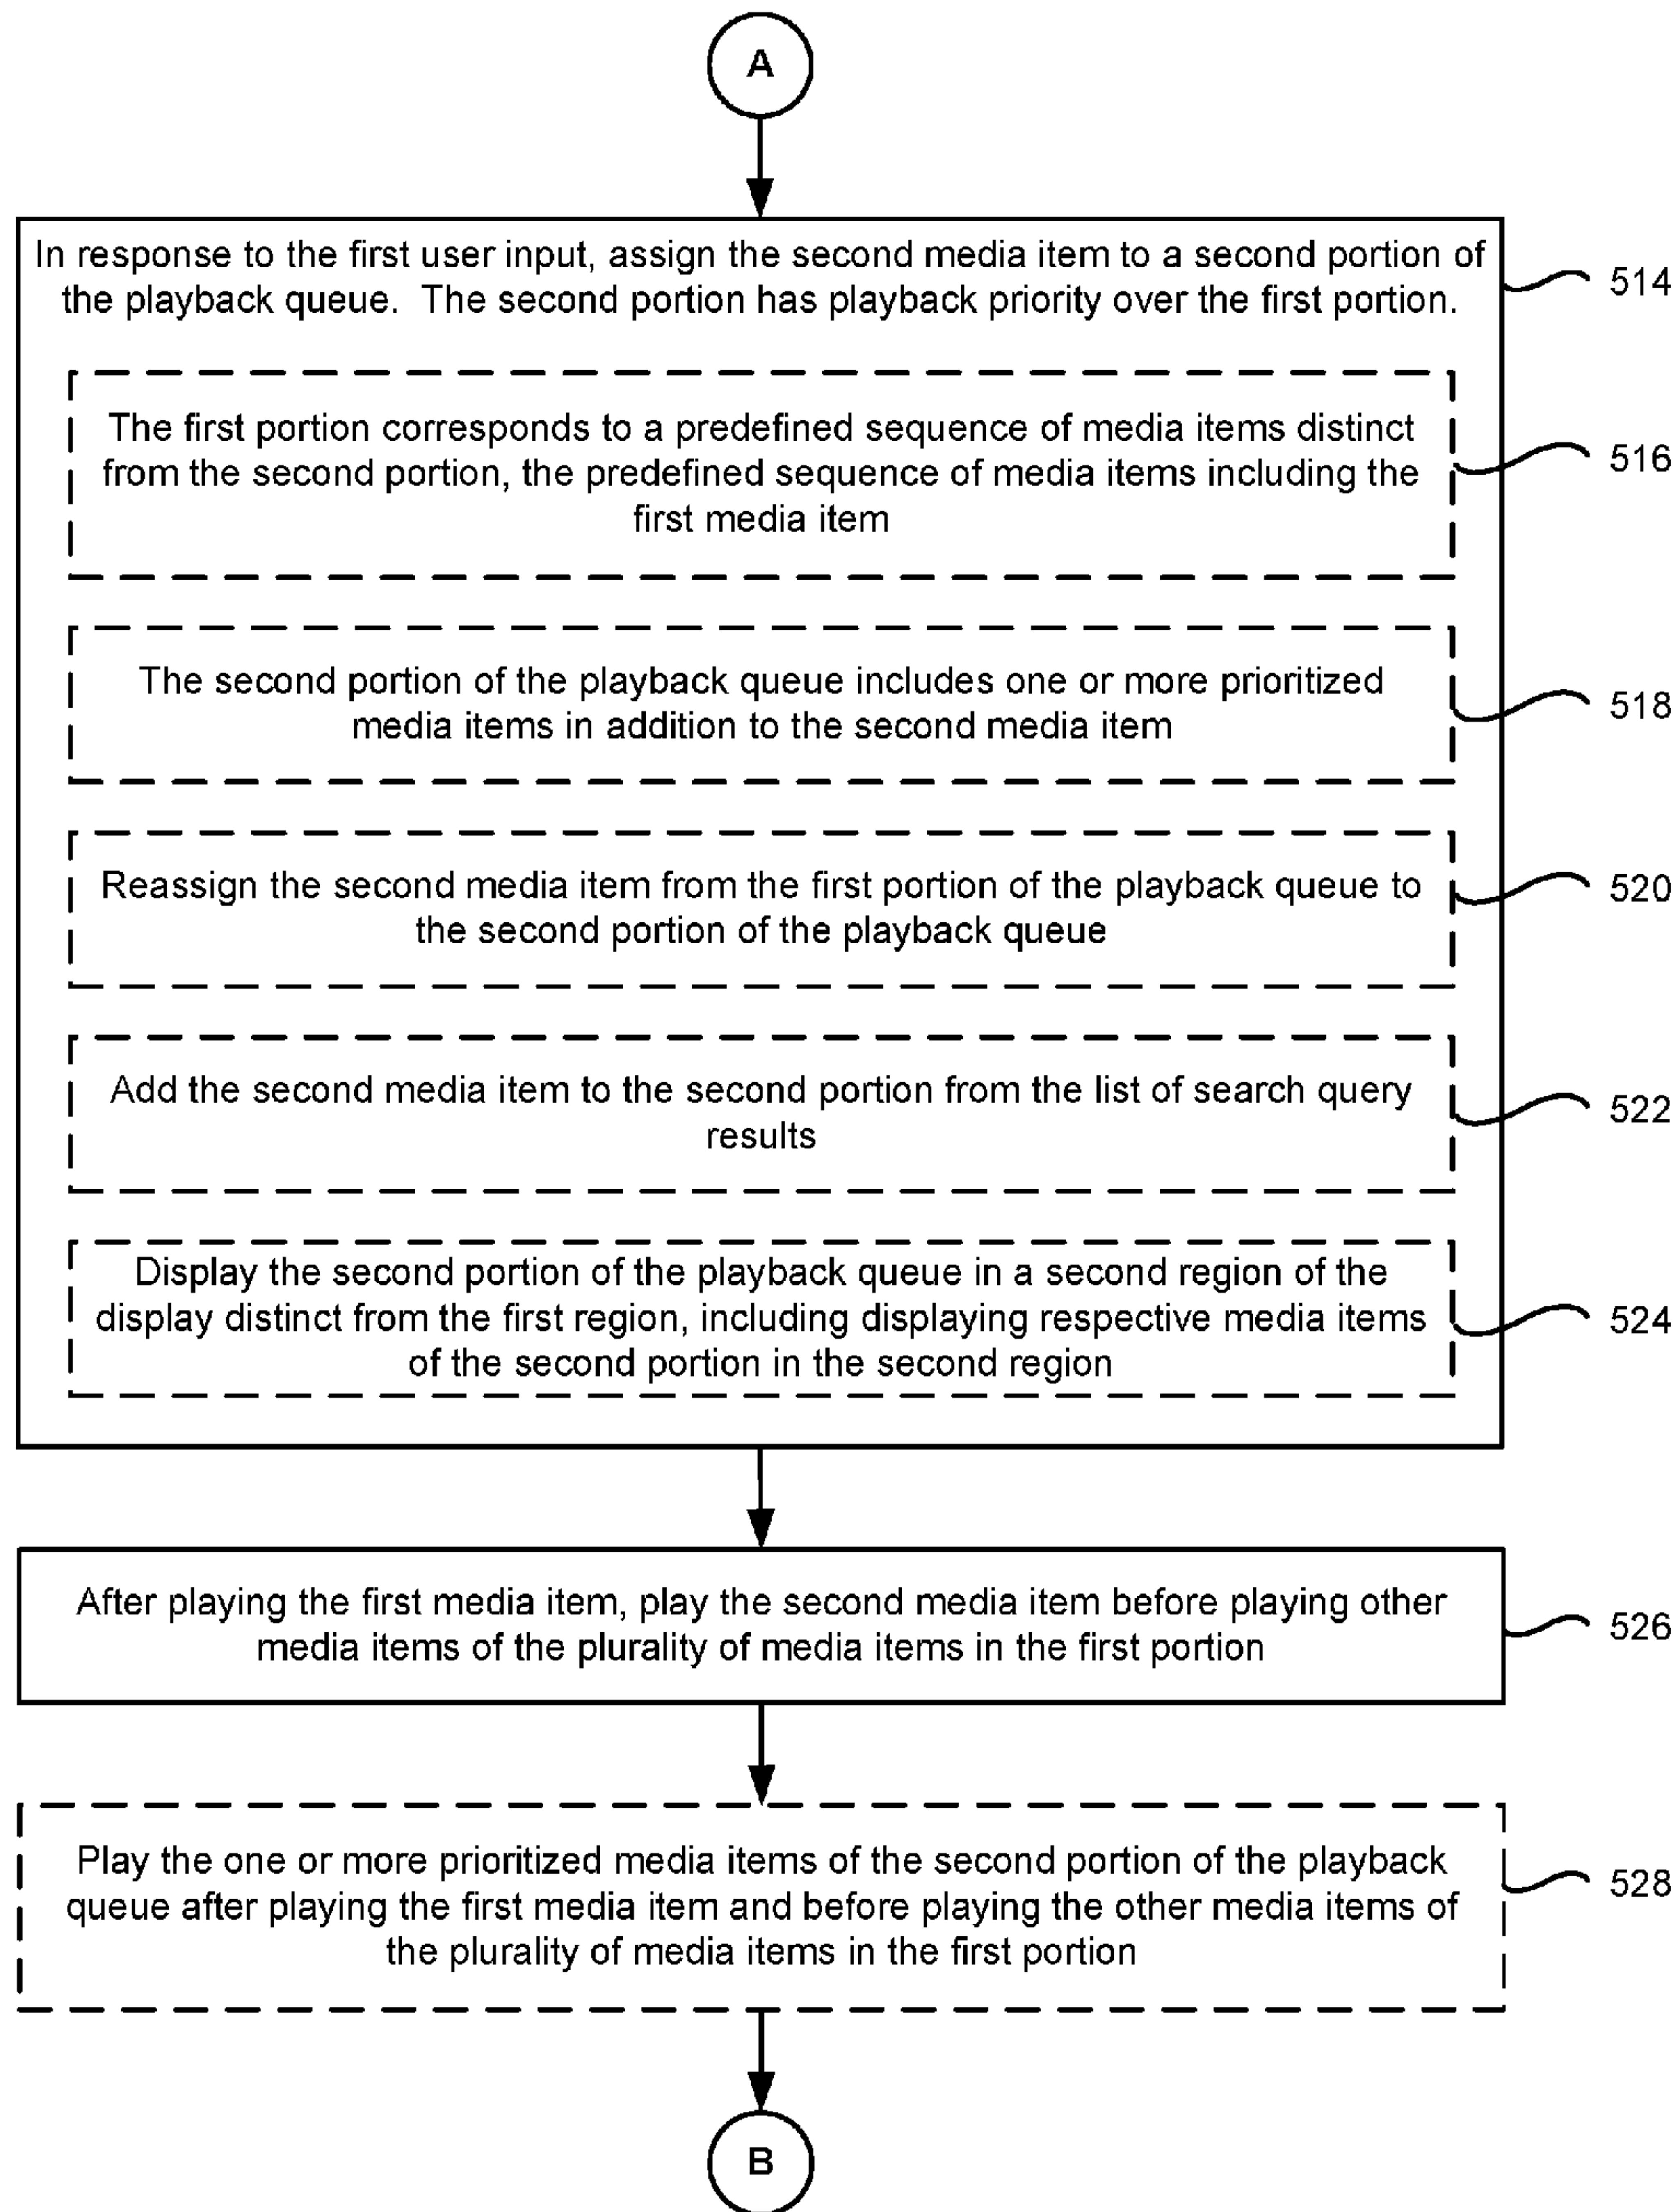 A
In response to the first user input, assign the second media item to a second portion of
the playback queue.  The second portion has playback priority over the first portion.
514
The first portion corresponds to a predefined sequence of media items distinct
from the second portion, the predefined sequence of media items including the
first media item
516
The second portion of the playback queue includes one or more prioritized
media items in addition to the second media item
518
Reassign the second media item from the first portion of the playback queue to
the second portion of the playback queue
520
Add the second media item to the second portion from the list of search query
results
522
Display the second portion of the playback queue in a second region of the
display distinct from the first region, including displaying respective media items
of the second portion in the second region
524
After playing the first media item, play the second media item before playing other
media items of the plurality of media items in the first portion
526
Play the one or more prioritized media items of the second portion of the playback
queue after playing the first media item and before playing the other media items of
the plurality of media items in the first portion
528
B